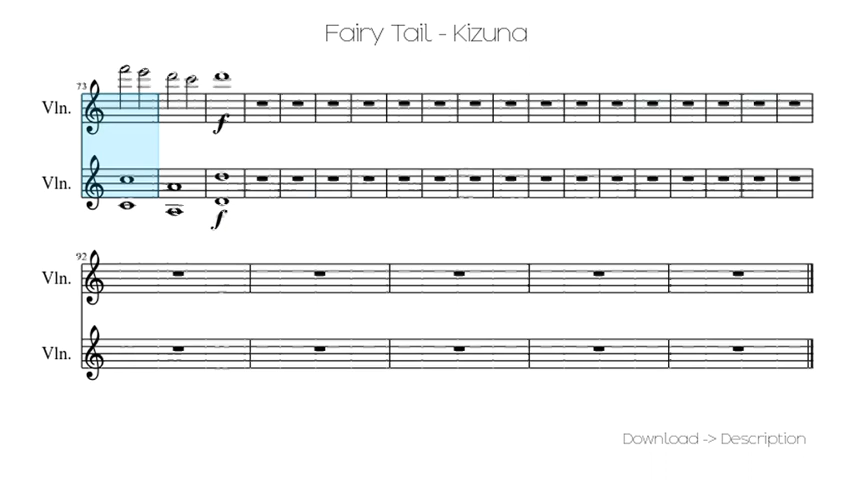 Fairy Tail - Kizuna
73
Vln.
f
Vln.
f
92
Vln.
Vln.
Download -> Description